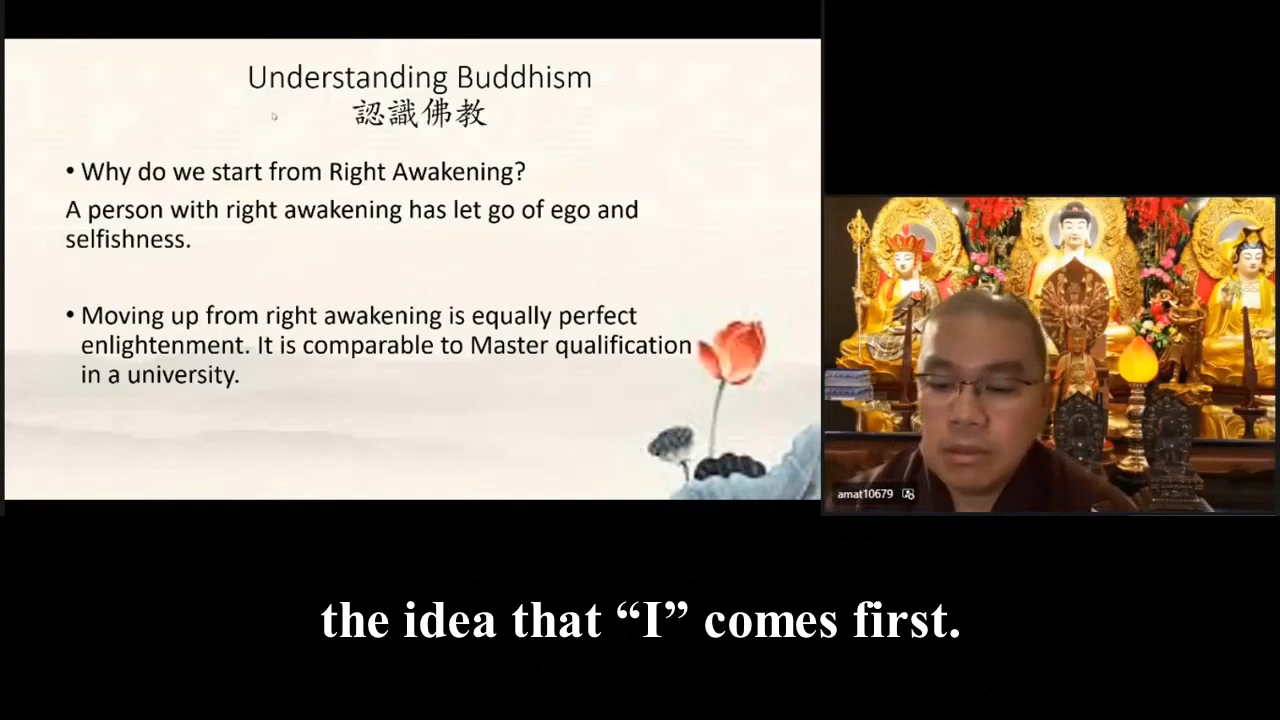 Understanding Buddhism
認識佛教
• Why do we start from Right Awakening?
A person with right awakening has let go of ego and
selfishness.
• Moving up from right awakening is equally perfect
enlightenment. It is comparable to Master qualification
in a university.
amat10679
the idea that “I” comes first.